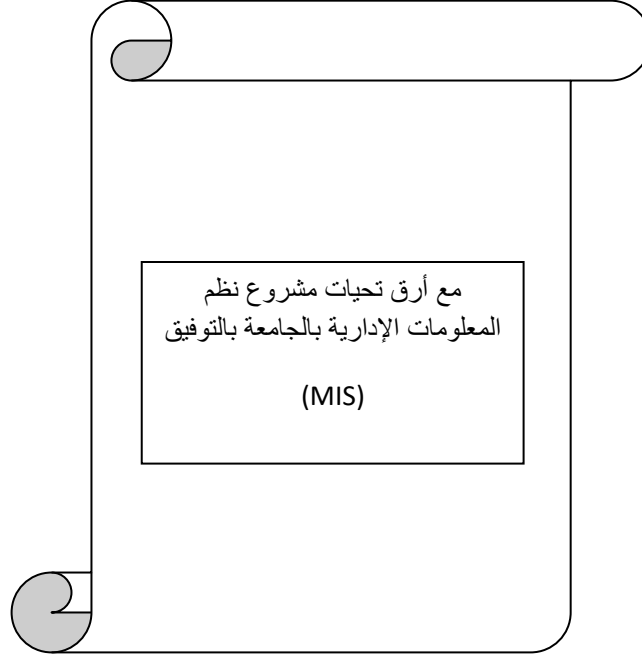 مع أرق تحيات مشروع نظم
المعلومات الإدارية بالجامعة بالتوفيق
(MIS)